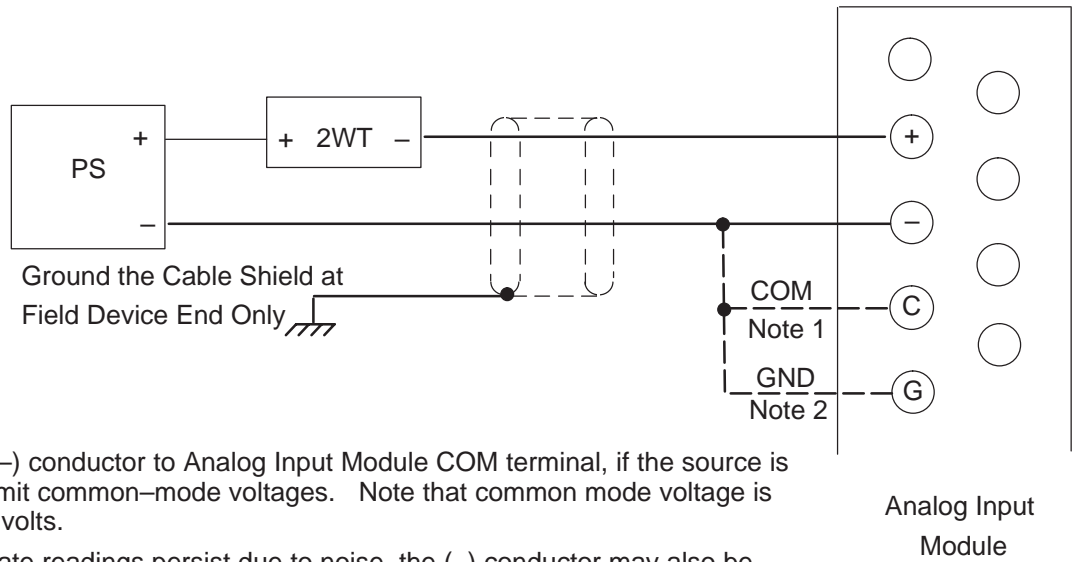 +
+ 2WT –
+
PS
–
–
Ground the Cable Shield at
Field Device End Only
COM
C
Note 1
GND
G
Note 2
–) conductor to Analog Input Module COM terminal, if the source is
mit common–mode voltages. Note that common mode voltage is
volts.
Analog Input
Module
readings persist due to noise, the (–) conductor may also be